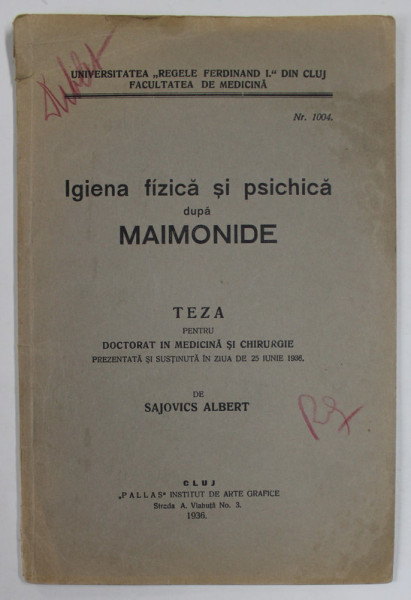 Albert
UNIVERSITATEA „REGELE FERDINAND I.“ DIN CLUJ
FACULTATEA DE MEDICINĂ
Nr. 1004.
Igiena fízică și psichică
după
MAIMONIDE
TEZA
PENTRU
DOCTORAT IN MEDICINĂ ȘI CHIRURGIE
PREZENTATĂ ȘI SUSȚINUTĂ ÎN ZIUA DE 25 IUNIE 1936.
DE
SAJOVICS ALBERT
CLUJ
„PALLAS“ INSTITUT DE ARTE GRAFICE
Strada A. Vlahuță No. 3.
1936.